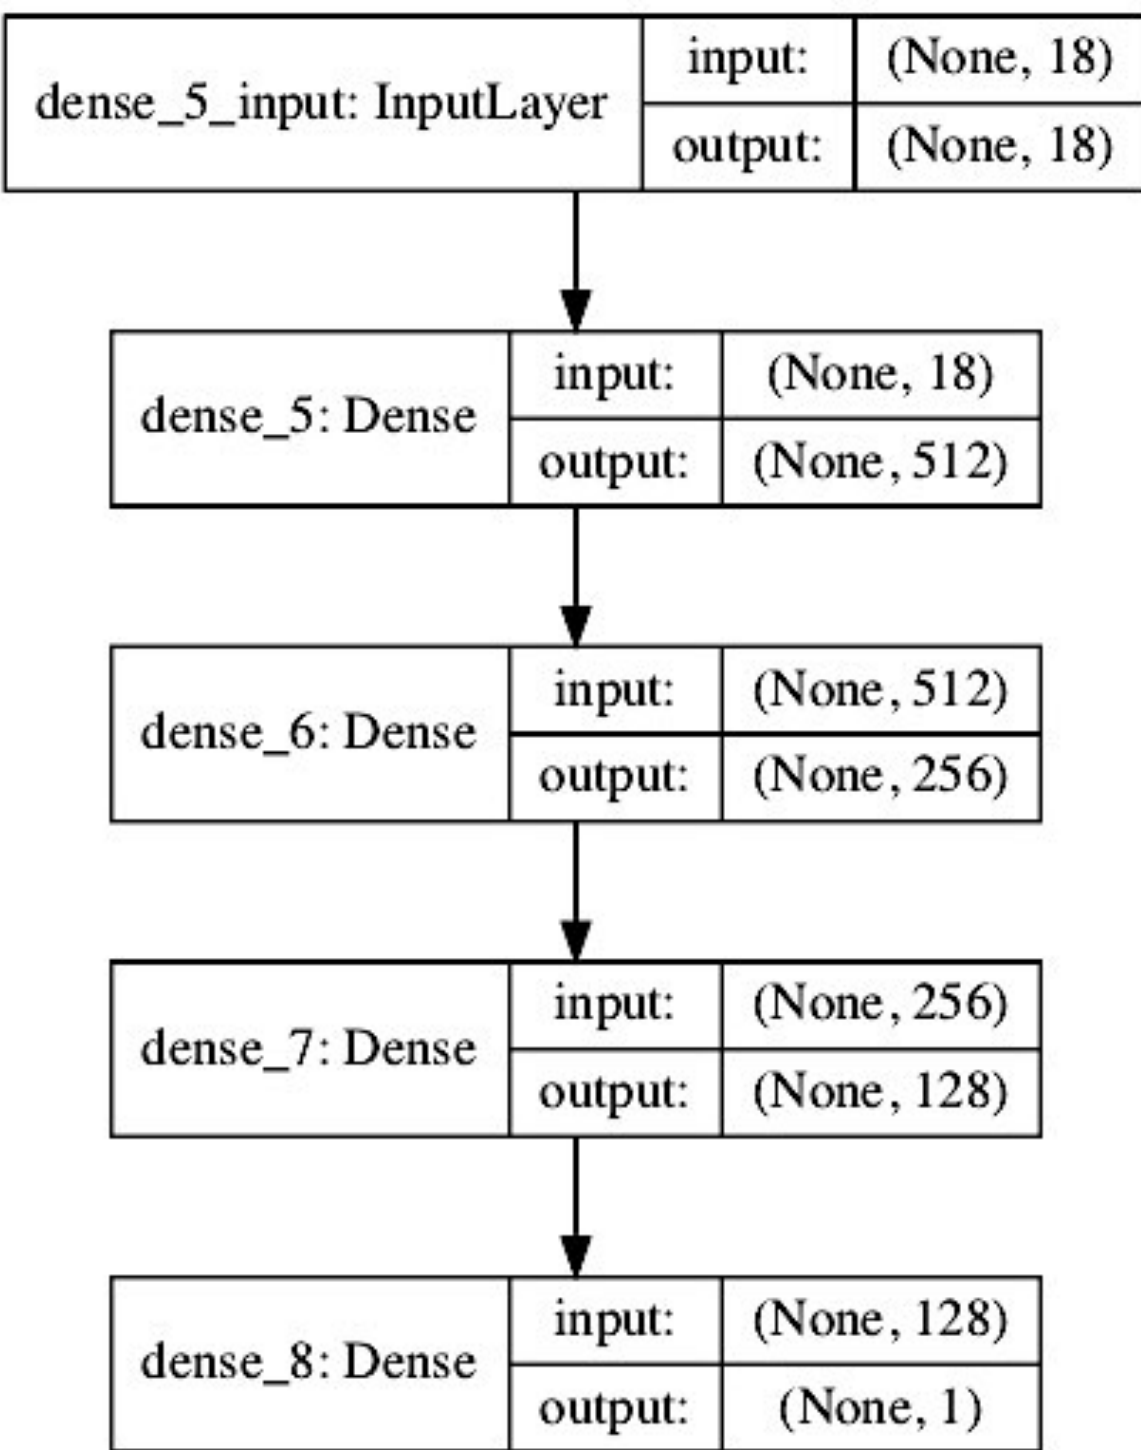 dense_5_input: InputLayer
input: (None, 18)
output: (None, 18)
dense_5: Dense
input: (None, 18)
output: (None, 512)
dense_6: Dense
input: (None, 512)
output: (None, 256)
dense_7: Dense
input: (None, 256)
output: (None, 128)
dense_8: Dense
input: (None, 128)
output: (None, 1)